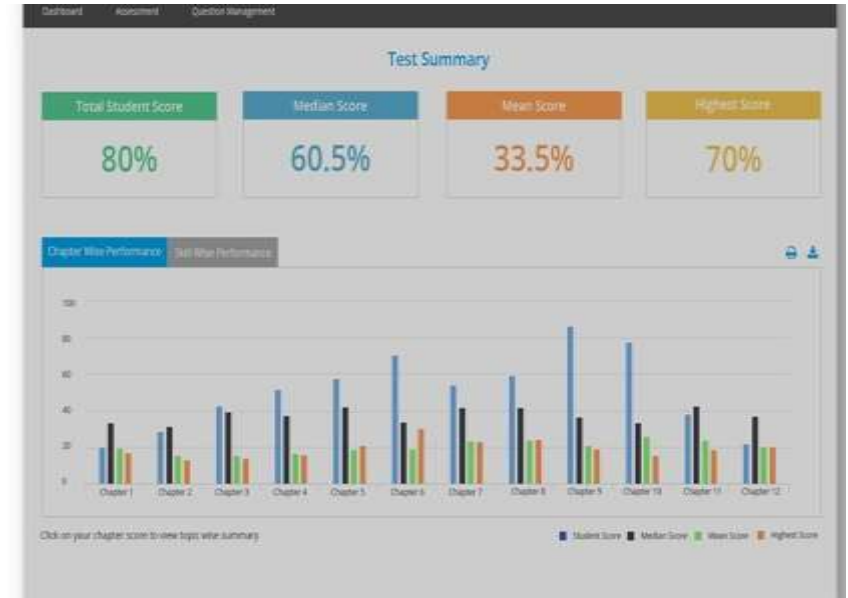 Dashboard Assessment Question Management
Test Summary
Total Student Score Median Score Mean Score Highest Score
80% 60.5% 33.5% 70%
Chapter Wise Performance Skill Wise Performance
100
80
60
40
20
0
Chapter 1 Chapter 2 Chapter 3 Chapter 4 Chapter 5 Chapter 6 Chapter 7 Chapter 8 Chapter 9 Chapter 10 Chapter 11 Chapter 12
Click on your chapter score to view topic wise summary
Student Score Median Score Mean Score Highest Score